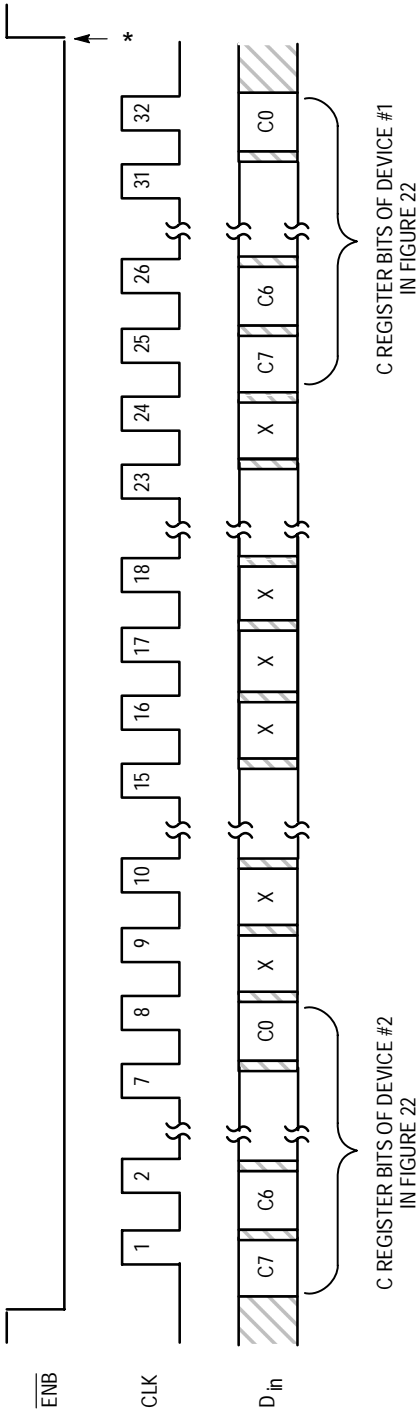 ENB
*
CLK
1 2 7 8 9 10 15 16 17 18 23 24 25 26 31 32
D in
C7 C6 C0 X X X X X X C7 C6 C0
C REGISTER BITS OF DEVICE #2
IN FIGURE 22
C REGISTER BITS OF DEVICE #1
IN FIGURE 22